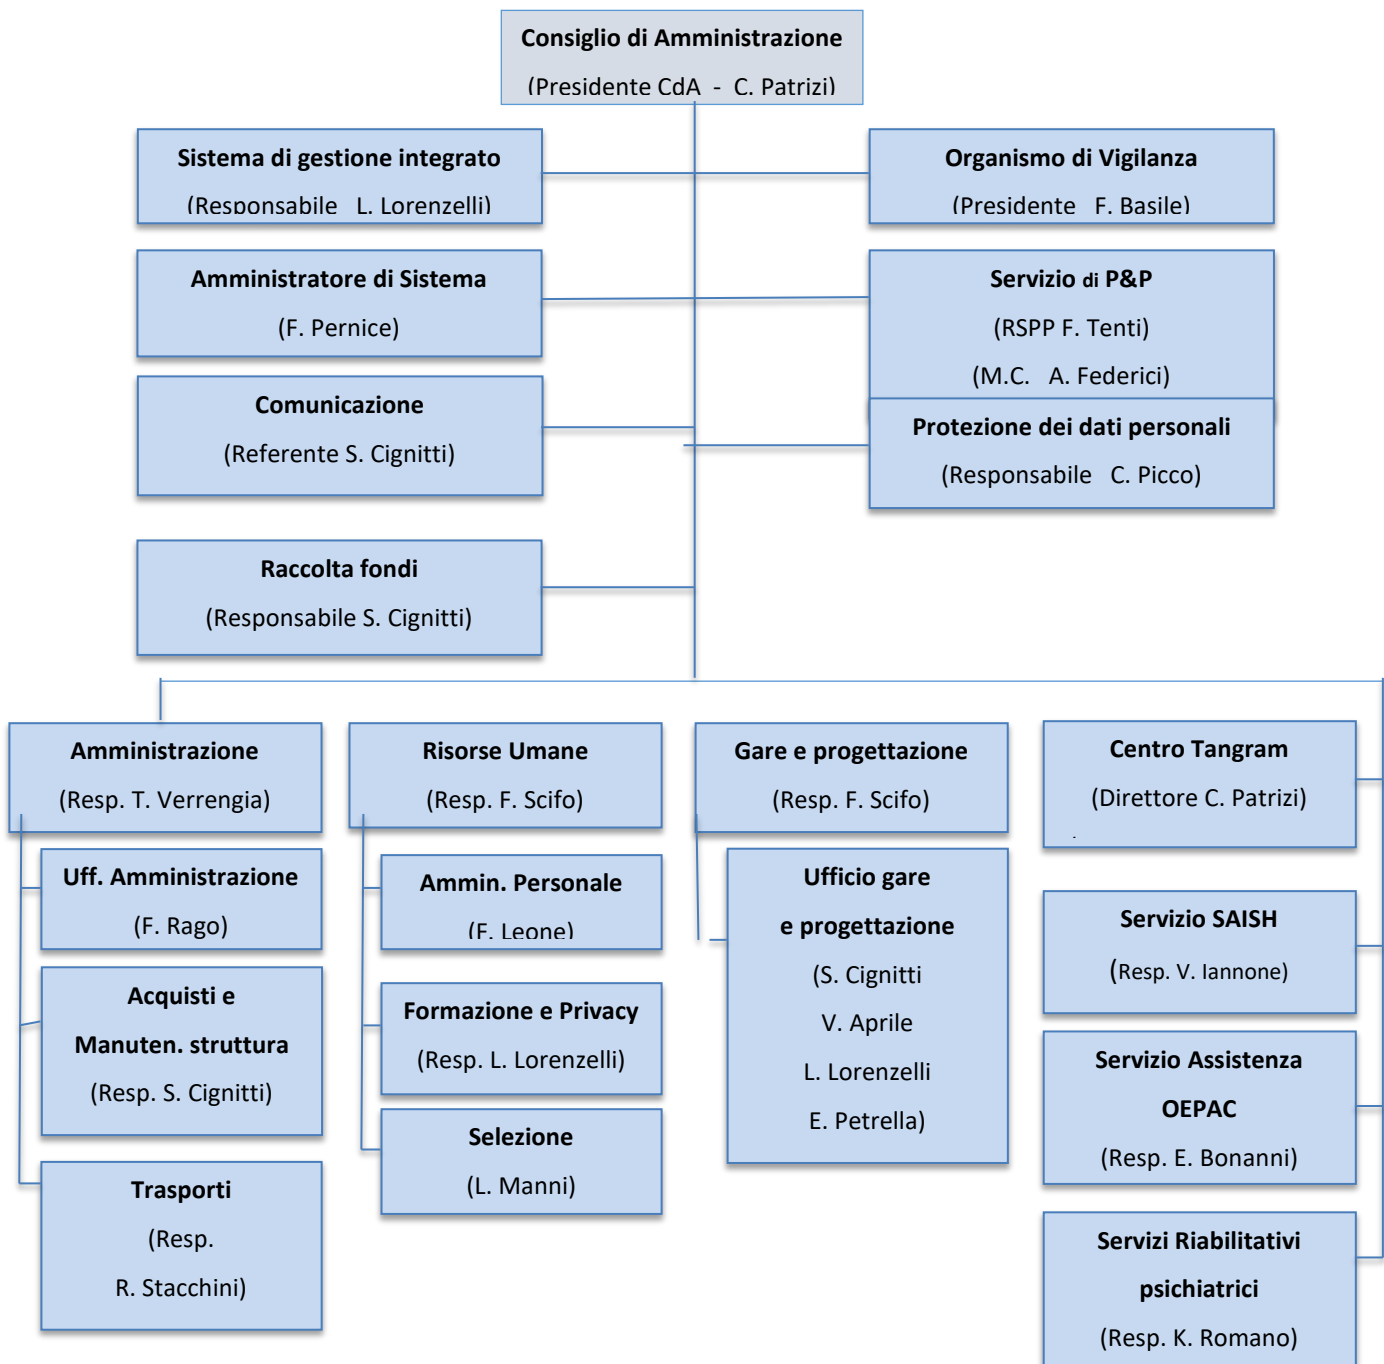 Consiglio di Amministrazione
(Presidente CdA - C. Patrizi)
Sistema di gestione integrato
(Responsabile L. Lorenzelli)
Organismo di Vigilanza
(Presidente F. Basile)
Amministratore di Sistema
(F. Pernice)
Servizio di P&P
(RSPP F. Tenti)
(M.C. A. Federici)
Comunicazione
(Referente S. Cignitti)
Protezione dei dati personali
(Responsabile C. Picco)
Raccolta fondi
(Responsabile S. Cignitti)
Amministrazione
(Resp. T. Verrengia)
Uff. Amministrazione
(F. Rago)
Acquisti e
Manuten. struttura
(Resp. S. Cignitti)
Trasporti
(Resp.
R. Stacchini)
Risorse Umane
(Resp. F. Scifo)
Ammin. Personale
(F. Leone)
Formazione e Privacy
(Resp. L. Lorenzelli)
Selezione
(L. Manni)
Gare e progettazione
(Resp. F. Scifo)
Ufficio gare
e progettazione
(S. Cignitti
V. Aprile
L. Lorenzelli
E. Petrella)
Centro Tangram
(Direttore C. Patrizi)
Servizio SAISH
(Resp. V. Iannone)
Servizio Assistenza
OEPAC
(Resp. E. Bonanni)
Servizi Riabilitativi
psichiatrici
(Resp. K. Romano)